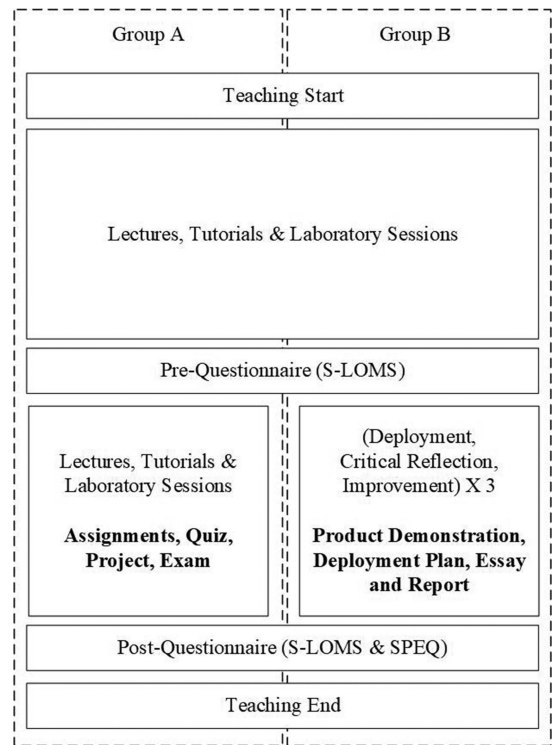 Group A
Group B
Teaching Start
Lectures, Tutorials & Laboratory Sessions
Pre-Questionnaire (S-LOMS)
Lectures, Tutorials &
Laboratory Sessions
Assignments, Quiz,
Project, Exam
(Deployment,
Critical Reflection,
Improvement) X 3
Product Demonstration,
Deployment Plan, Essay
and Report
Post-Questionnaire (S-LOMS & SPEQ)
Teaching End